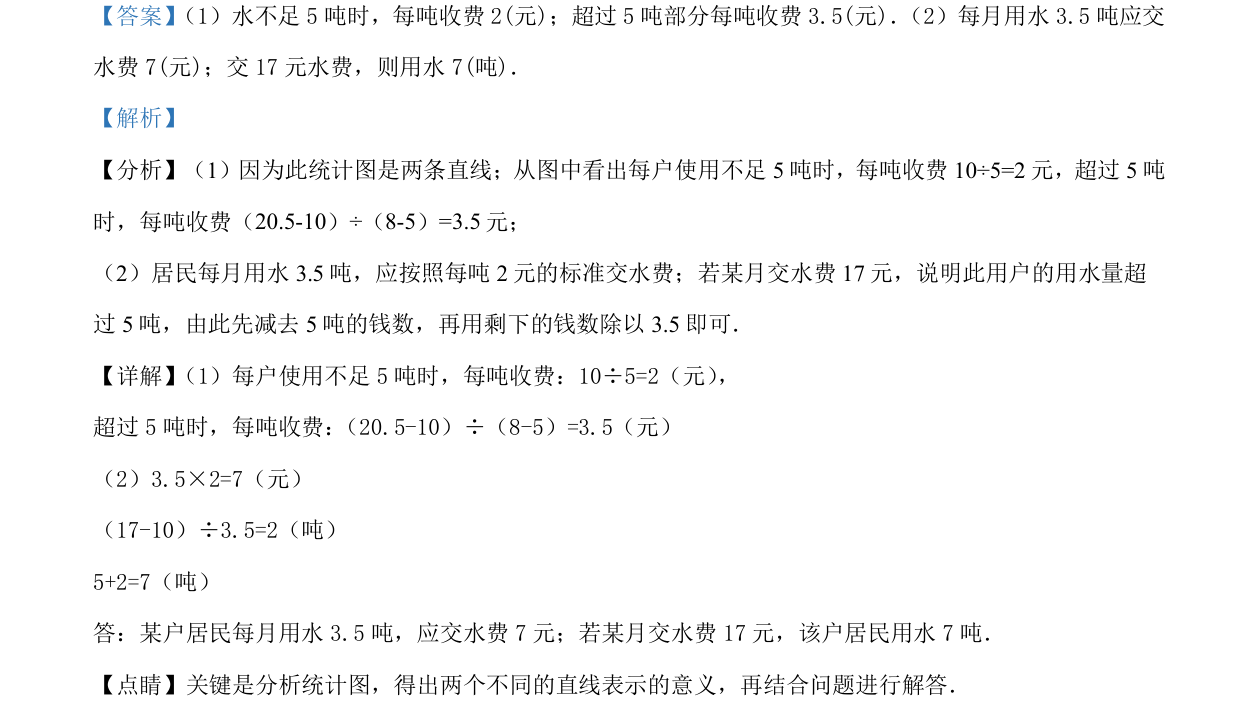 【答案】（1）水不足 5 吨时，每吨收费 2(元)；超过 5 吨部分每吨收费 3.5(元).（2）每月用水 3.5 吨应交
水费 7(元)；交 17 元水费，则用水 7(吨).
【解析】
【分析】（1）因为此统计图是两条直线；从图中看出每户使用不足 5 吨时，每吨收费 10÷5=2 元，超过 5 吨
时，每吨收费（20.5-10）÷（8-5）=3.5 元；
（2）居民每月用水 3.5 吨，应按照每吨 2 元的标准交水费；若某月交水费 17 元，说明此用户的用水量超
过 5 吨，由此先减去 5 吨的钱数，再用剩下的钱数除以 3.5 即可．
【详解】（1）每户使用不足 5 吨时，每吨收费：10÷5=2（元），
超过 5 吨时，每吨收费：（20.5-10）÷（8-5）=3.5（元）
（2）3.5×2=7（元）
（17-10）÷3.5=2（吨）
5+2=7（吨）
答：某户居民每月用水 3.5 吨，应交水费 7 元；若某月交水费 17 元，该户居民用水 7 吨．
【点睛】关键是分析统计图，得出两个不同的直线表示的意义，再结合问题进行解答．